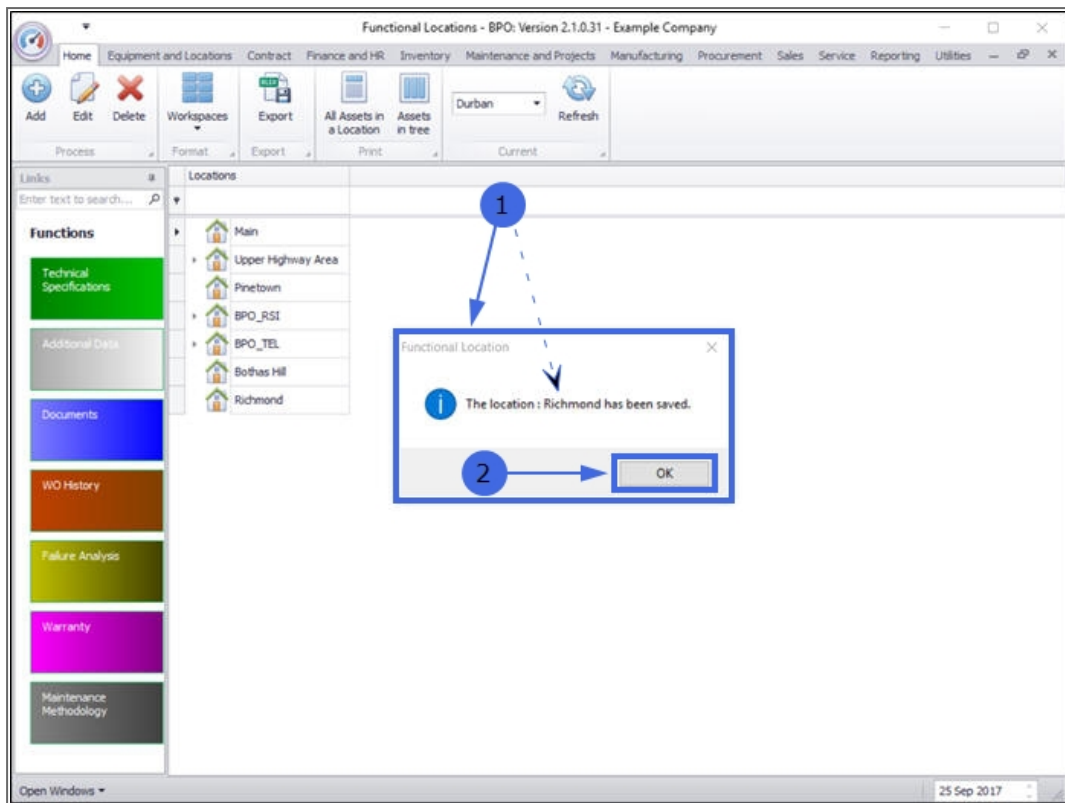 Functional Locations - BPO: Version 2.1.0.31 - Example Company
Home Equipment and Locations Contract Finance and HR Inventory Maintenance and Projects Manufacturing Procurement Sales Service Reporting Utilities
Add Edit Delete Workspaces Export All Assets in a Location Assets in tree Durban Refresh
Process Format Export Print Current
Links
Enter text to search...
Functions
Technical
Specifications
Additional Data
Documents
WO History
Failure Analysis
Warranty
Maintenance
Methodology
Locations
Main
Upper Highway Area
Pinetown
BPO_RSI
BPO_TEL
Bothas Hill
Richmond
1
Functional Location
The location : Richmond has been saved.
2
OK
Open Windows
25 Sep 2017